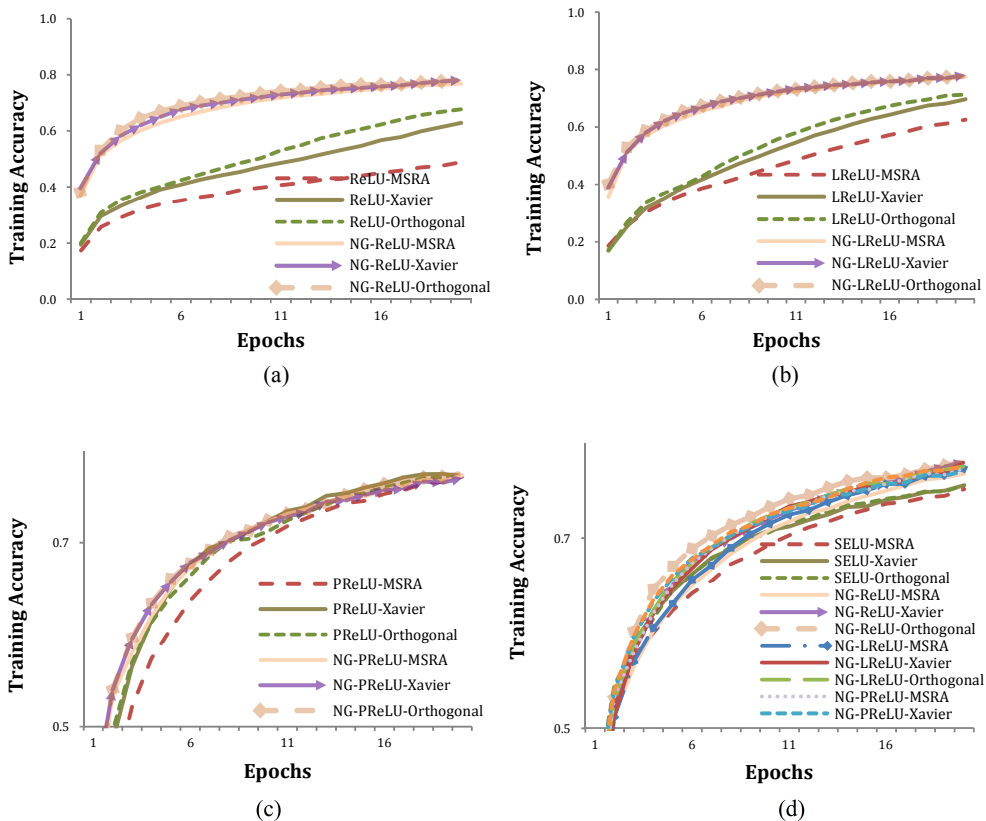 1.0
0.8
0.6
0.4
0.2
0.0
Training Accuracy
1 6 11 16
Epochs
ReLU-MSRA
ReLU-Xavier
ReLU-Orthogonal
NG-ReLU-MSRA
NG-ReLU-Xavier
NG-ReLU-Orthogonal
(a)
1.0
0.8
0.6
0.4
0.2
0.0
Training Accuracy
1 6 11 16
Epochs
LReLU-MSRA
LReLU-Xavier
LReLU-Orthogonal
NG-LReLU-MSRA
NG-LReLU-Xavier
NG-LReLU-Orthogonal
(b)
0.7
0.5
Training Accuracy
1 6 11 16
Epochs
PReLU-MSRA
PReLU-Xavier
PReLU-Orthogonal
NG-PReLU-MSRA
NG-PReLU-Xavier
NG-PReLU-Orthogonal
(c)
0.7
0.5
Training Accuracy
1 6 11 16
Epochs
SELU-MSRA
SELU-Xavier
SELU-Orthogonal
NG-ReLU-MSRA
NG-ReLU-Xavier
NG-ReLU-Orthogonal
NG-LReLU-MSRA
NG-LReLU-Xavier
NG-LReLU-Orthogonal
NG-PReLU-MSRA
NG-PReLU-Xavier
(d)